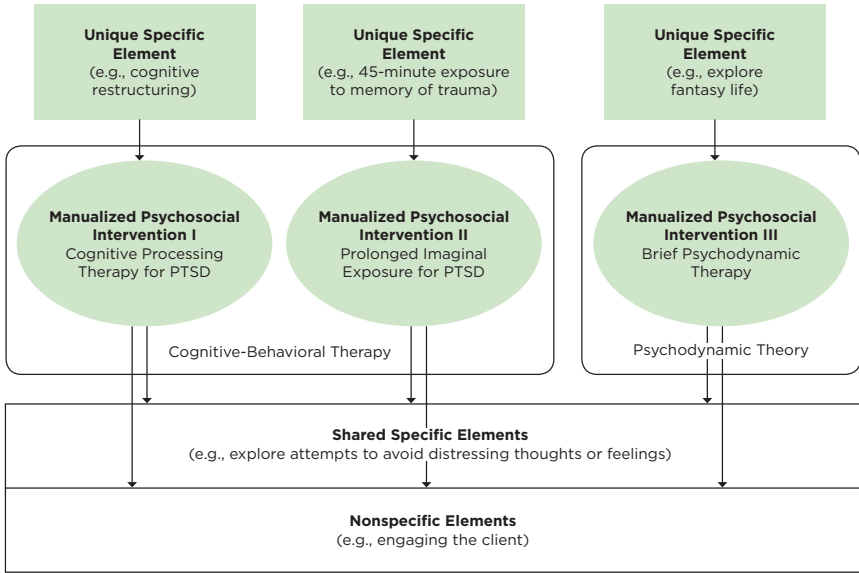 Unique Specific
Element
(e.g., cognitive
restructuring)
Unique Specific
Element
(e.g., 45-minute exposure
to memory of trauma)
Unique Specific
Element
(e.g., explore
fantasy life)
Manualized Psychosocial
Intervention I
Cognitive Processing
Therapy for PTSD
Manualized Psychosocial
Intervention II
Prolonged Imaginal
Exposure for PTSD
Manualized Psychosocial
Intervention III
Brief Psychodynamic
Therapy
Cognitive-Behavioral Therapy
Psychodynamic Theory
Shared Specific Elements
(e.g., explore attempts to avoid distressing thoughts or feelings)
Nonspecific Elements
(e.g., engaging the client)